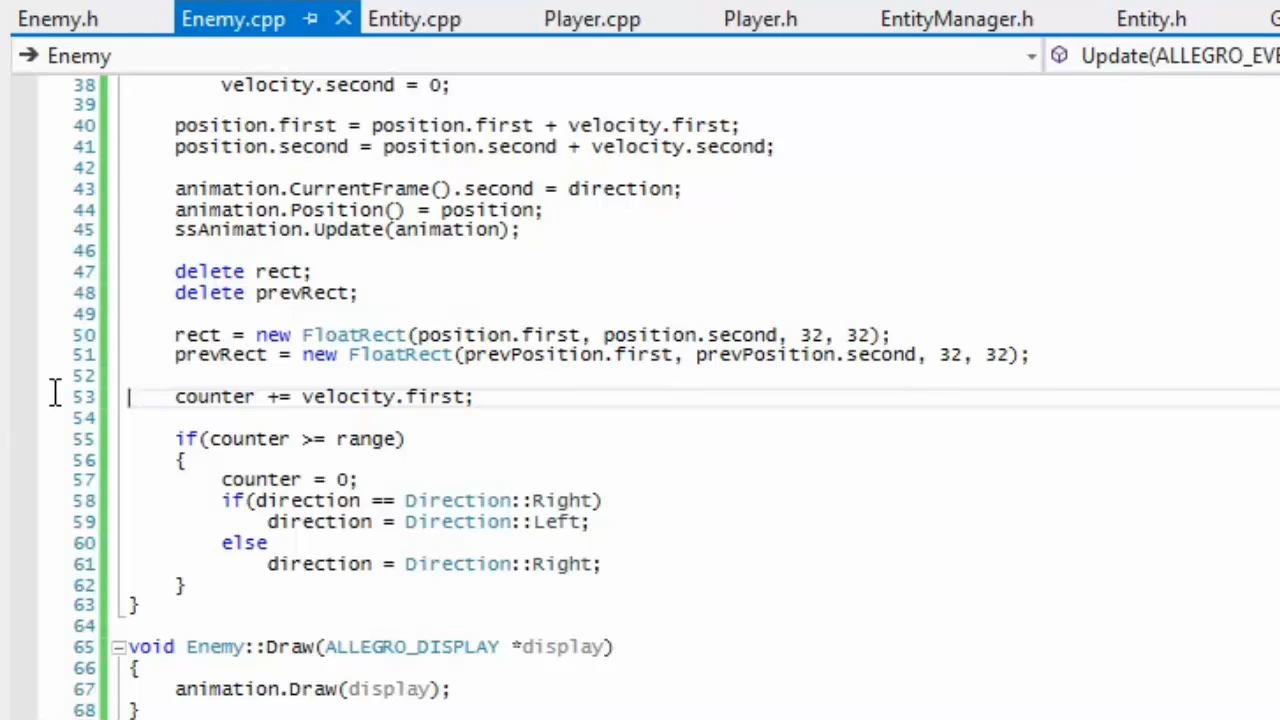 Enemy.h Enemy.cpp Entity.cpp Player.cpp Player.h EntityManager.h Entity.h
Enemy Update(ALLEGRO_EVE
38 velocity.second = 0;
39
40 position.first = position.first + velocity.first;
41 position.second = position.second + velocity.second;
42
43 animation.CurrentFrame().second = direction;
44 animation.Position() = position;
45 ssAnimation.Update(animation);
46
47 delete rect;
48 delete prevRect;
49
50 rect = new FloatRect(position.first, position.second, 32, 32);
51 prevRect = new FloatRect(prevPosition.first, prevPosition.second, 32, 32);
52
53 counter += velocity.first;
54
55 if(counter >= range)
56 {
57 counter = 0;
58 if(direction == Direction::Right)
59 direction = Direction::Left;
60 else
61 direction = Direction::Right;
62 }
63 }
64
65 void Enemy::Draw(ALLEGRO_DISPLAY *display)
66 {
67 animation.Draw(display);
68 }